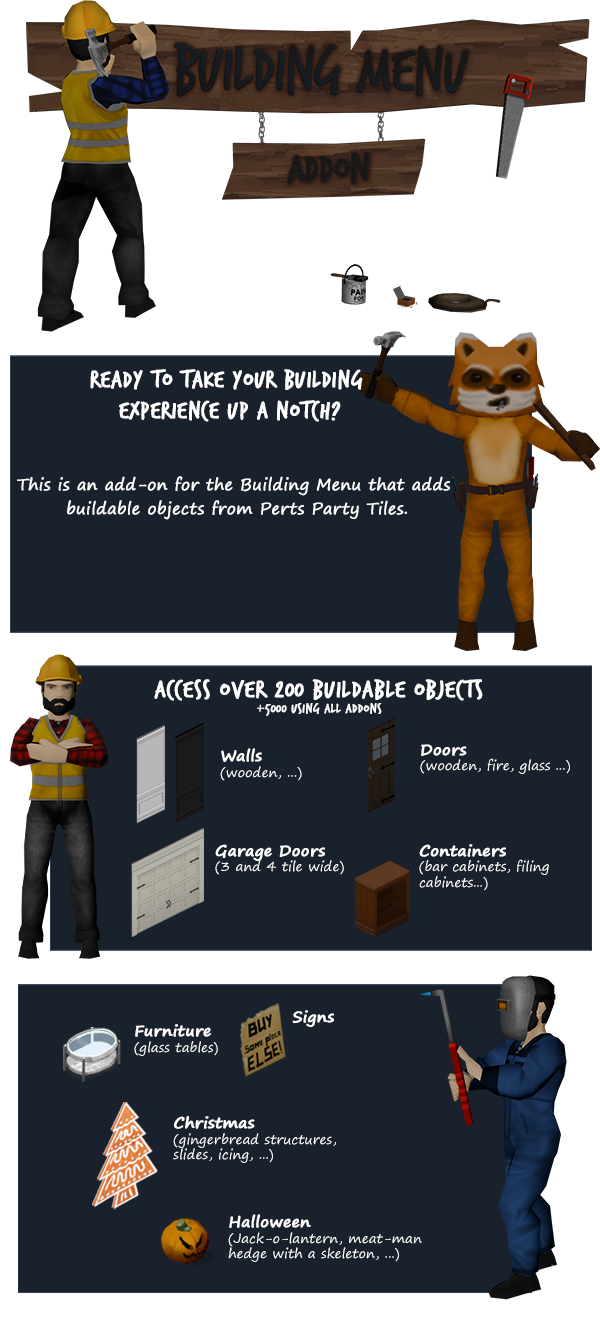 BUILDING MENU
ADDON
PAIN
FOR
READY TO TAKE YOUR BUILDING
EXPERIENCE UP A NOTCH?
This is an add-on for the Building Menu that adds
buildable objects from Perts Party Tiles.
ACCESS OVER 200 BUILDABLE OBJECTS
+5000 USING ALL ADDONS
Walls
(wooden, ...)
Doors
(wooden, fire, glass ...)
Garage Doors
(3 and 4 tile wide)
Containers
(bar cabinets, filing
cabinets...)
Furniture
(glass tables)
BUY
Some place
ELSE!
Signs
Christmas
(gingerbread structures,
slides, icing, ...)
Halloween
(Jack-o-lantern, meat-man
hedge with a skeleton, ...)